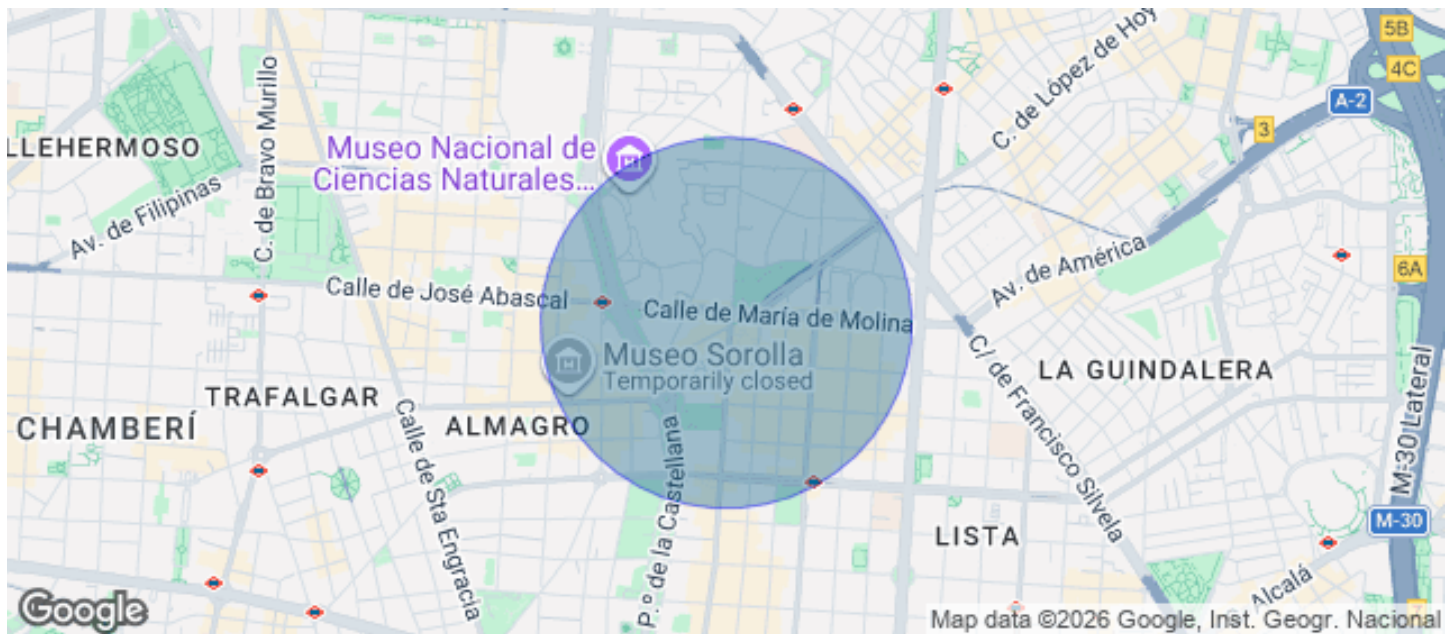 5B
C. de López de Hoy
4C
A-2
3
LLEHERMOSO
C. de Bravo Murillo
Museo Nacional de
Ciencias Naturales...
Av. de Filipinas
Av. de América
6A
Calle de José Abascal
Calle de María de Molina
Museo Sorolla
Temporarily closed
C/ de Francisco Silvela
LA GUINDALERA
TRAFALGAR
M-30 Lateral
CHAMBERÍ
ALMAGRO
Calle de Sta Engracia
P.º de la Castellana
LISTA
M-30
Alcalá
Google
Map data ©2026 Google, Inst. Geogr. Nacional